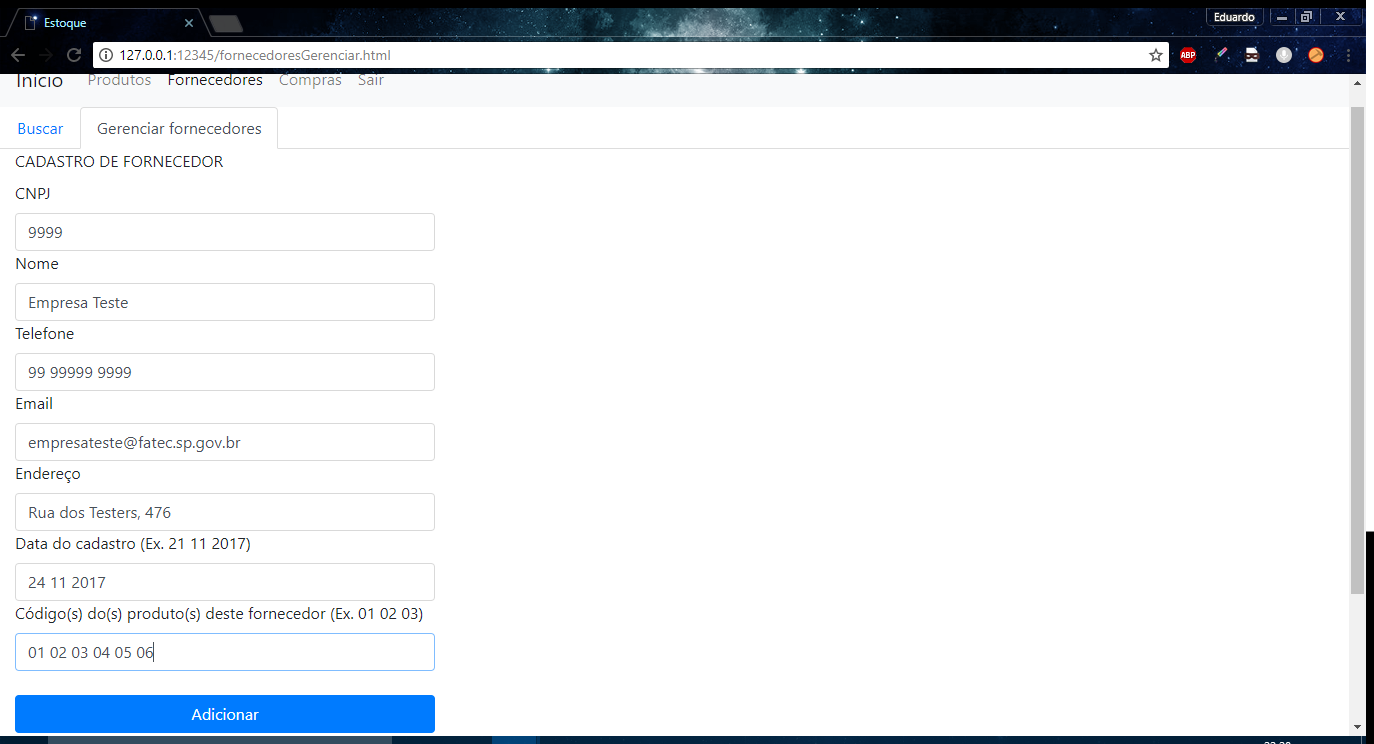 Estoque
Eduardo
127.0.0.1:12345/fornecedoresGerenciar.html
ABP
Início Produtos Fornecedores Compras Sair
Buscar Gerenciar fornecedores
CADASTRO DE FORNECEDOR
CNPJ
9999
Nome
Empresa Teste
Telefone
99 99999 9999
Email
empresateste@fatec.sp.gov.br
Endereço
Rua dos Testers, 476
Data do cadastro (Ex. 21 11 2017)
24 11 2017
Código(s) do(s) produto(s) deste fornecedor (Ex. 01 02 03)
01 02 03 04 05 06
Adicionar